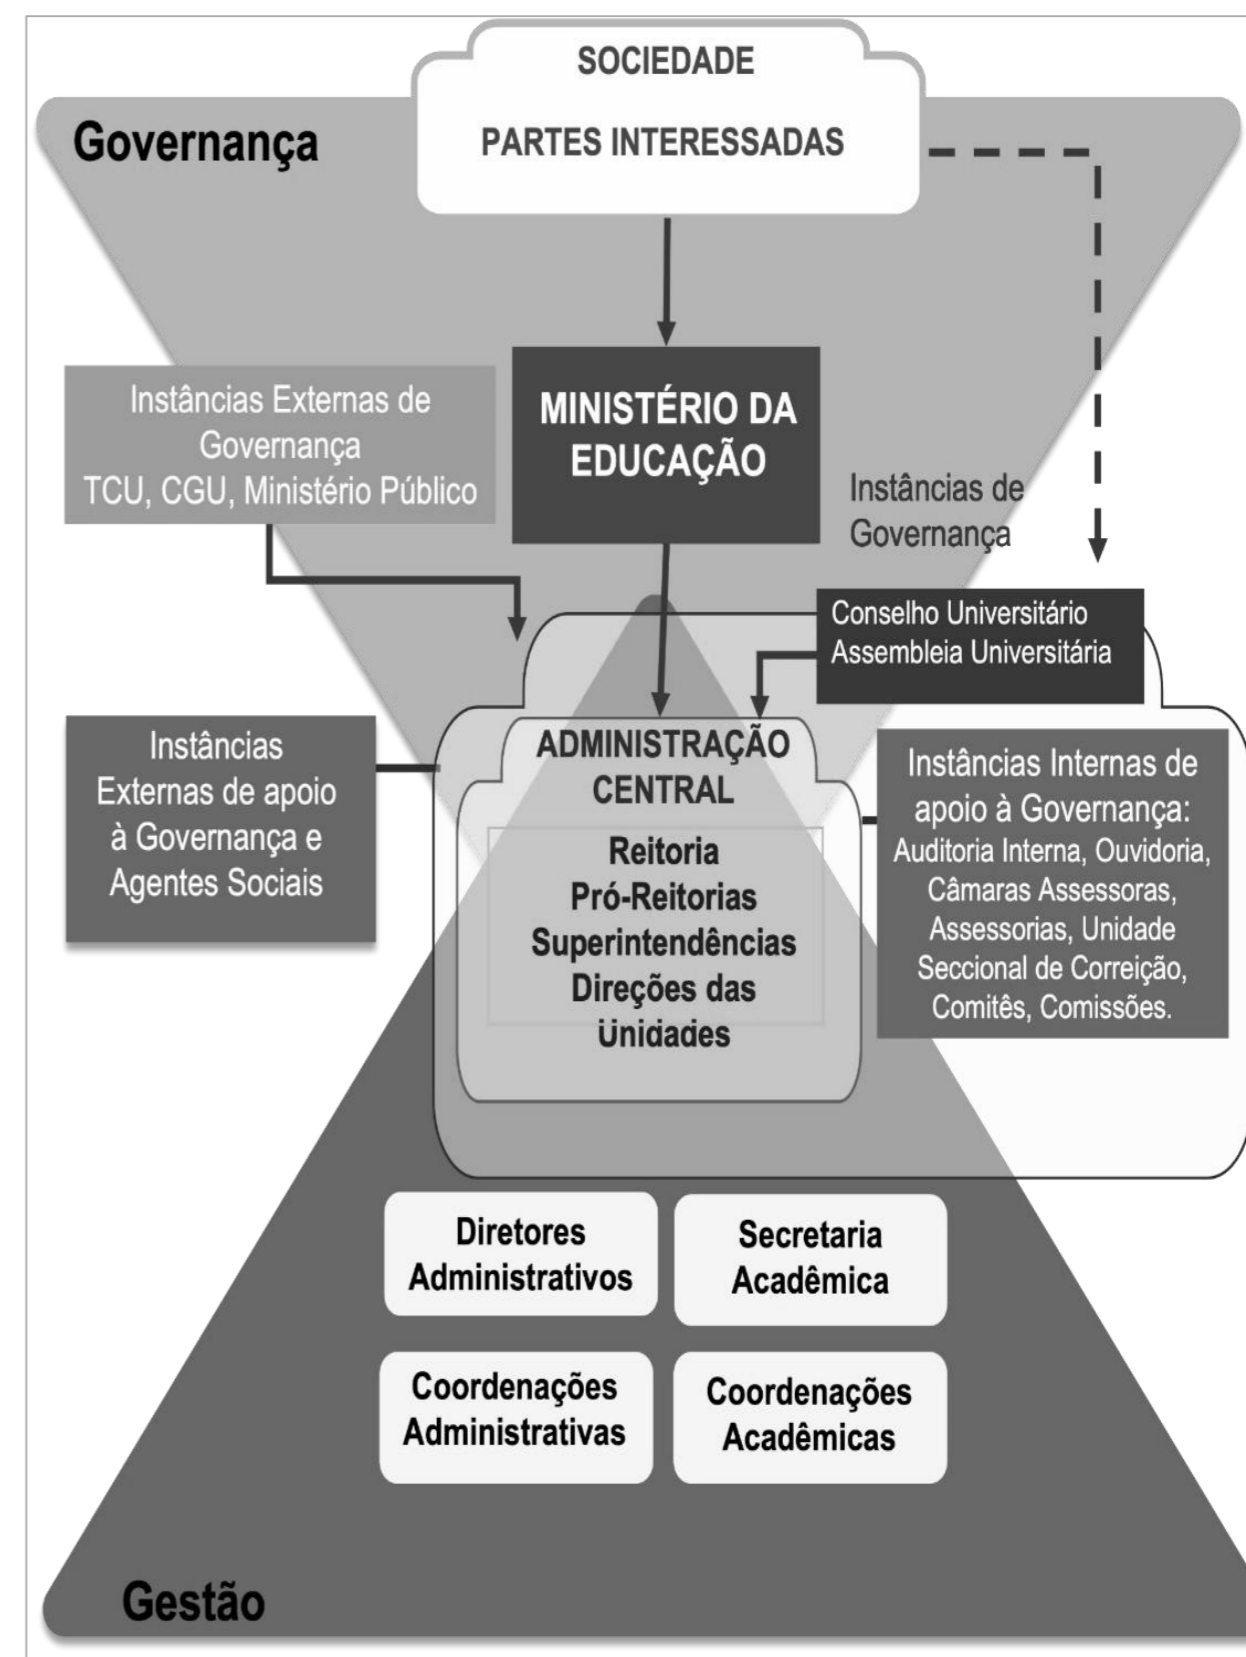 SOCIEDADE
PARTES INTERESSADAS
Governança
Instâncias Externas de
Governança
TCU, CGU, Ministério Público
MINISTÉRIO DA
EDUCAÇÃO
Instâncias de
Governança
Conselho Universitário
Assembleia Universitária
Instâncias
Externas de apoio
à Governança e
Agentes Sociais
ADMINISTRAÇÃO
CENTRAL
Reitoria
Pró-Reitorias
Superintendências
Direções das
Unidades
Instâncias Internas de
apoio à Governança:
Auditoria Interna, Ouvidoria,
Câmaras Assessoras,
Assessorias, Unidade
Seccional de Correição,
Comitês, Comissões.
Diretores
Administrativos
Secretaria
Acadêmica
Coordenações
Administrativas
Coordenações
Acadêmicas
Gestão